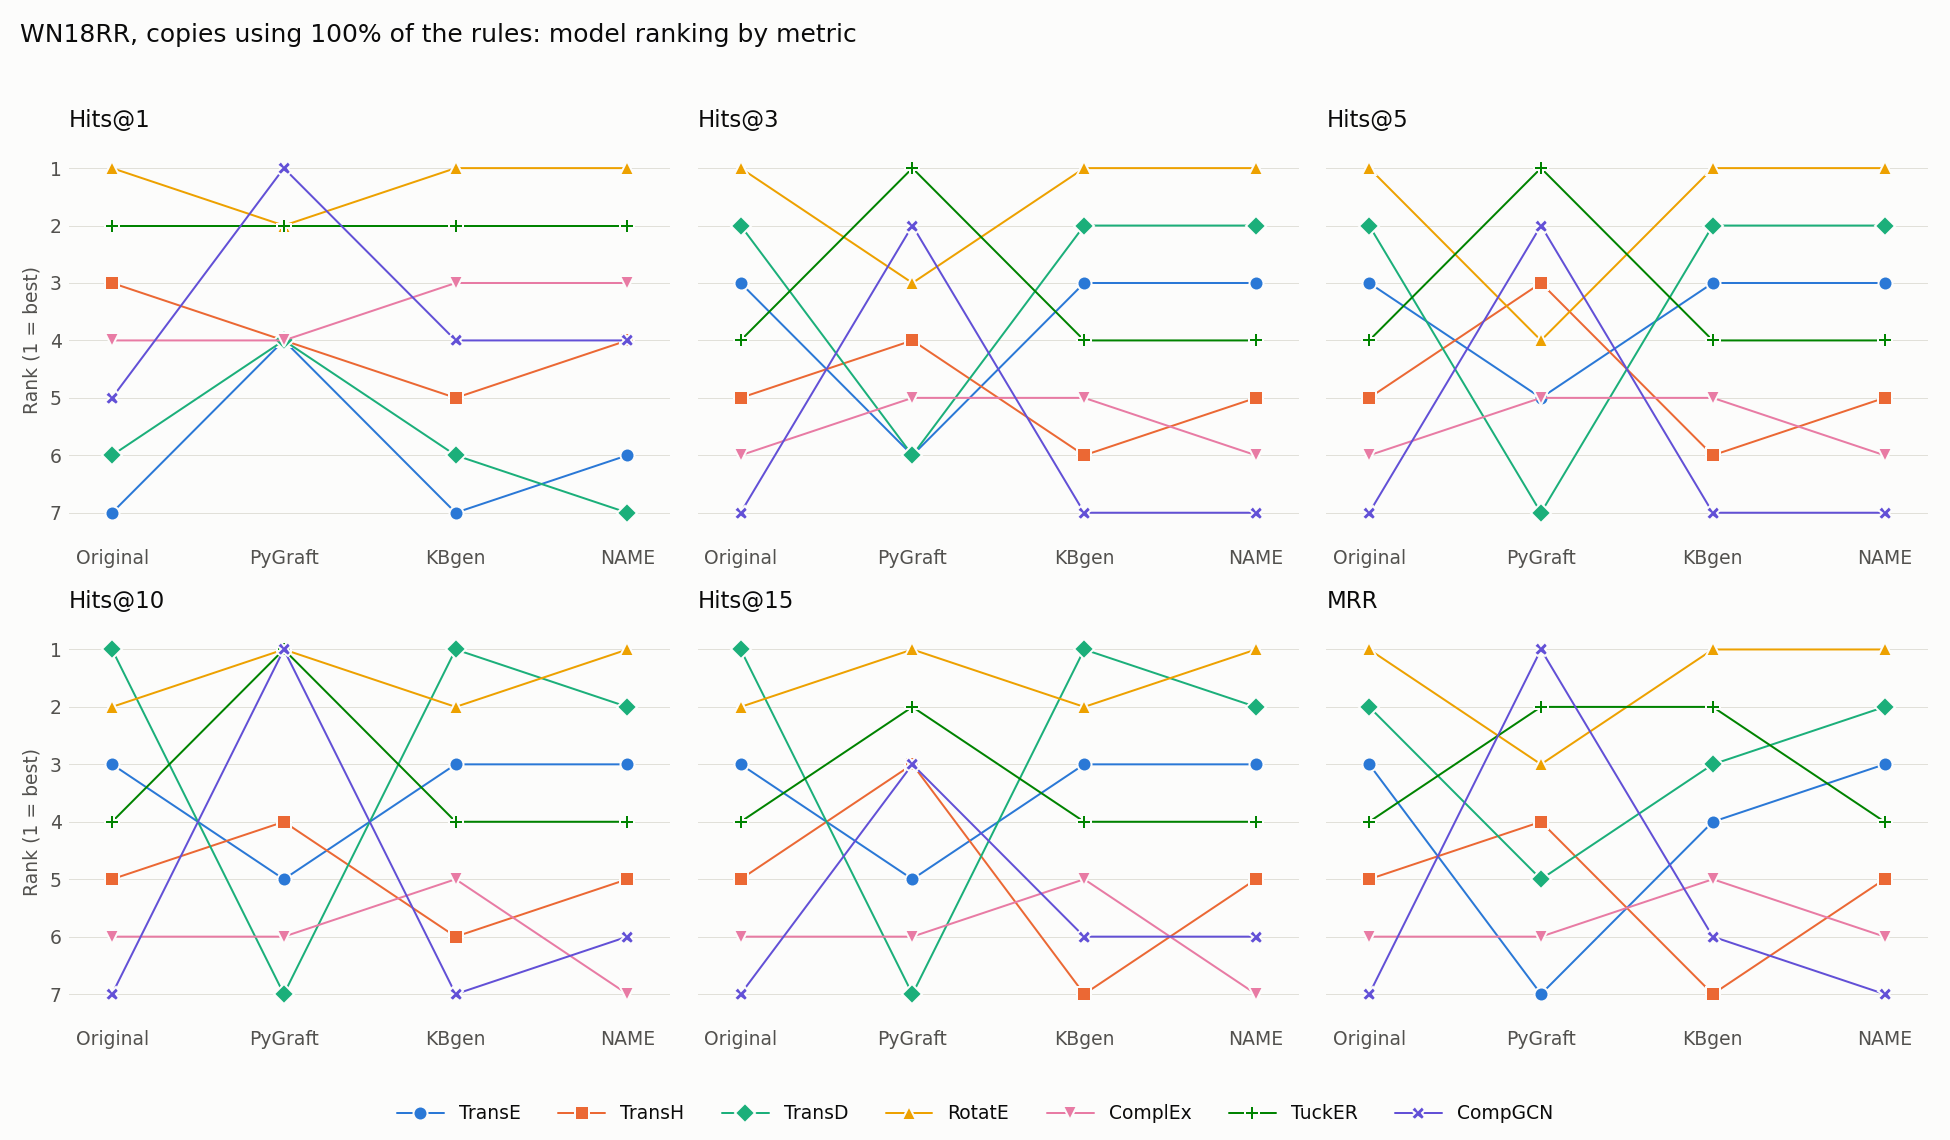 WN18RR, copies using 100% of the rules: model ranking by metric
Hits@1
Hits@3
Hits@5
Rank (1 = best)
1
2
3
4
5
6
7
Original PyGraft KBgen NAME
Original PyGraft KBgen NAME
Original PyGraft KBgen NAME
Hits@10
Hits@15
MRR
Rank (1 = best)
1
2
3
4
5
6
7
Original PyGraft KBgen NAME
Original PyGraft KBgen NAME
Original PyGraft KBgen NAME
TransE TransH TransD RotatE ComplEx TuckER CompGCN